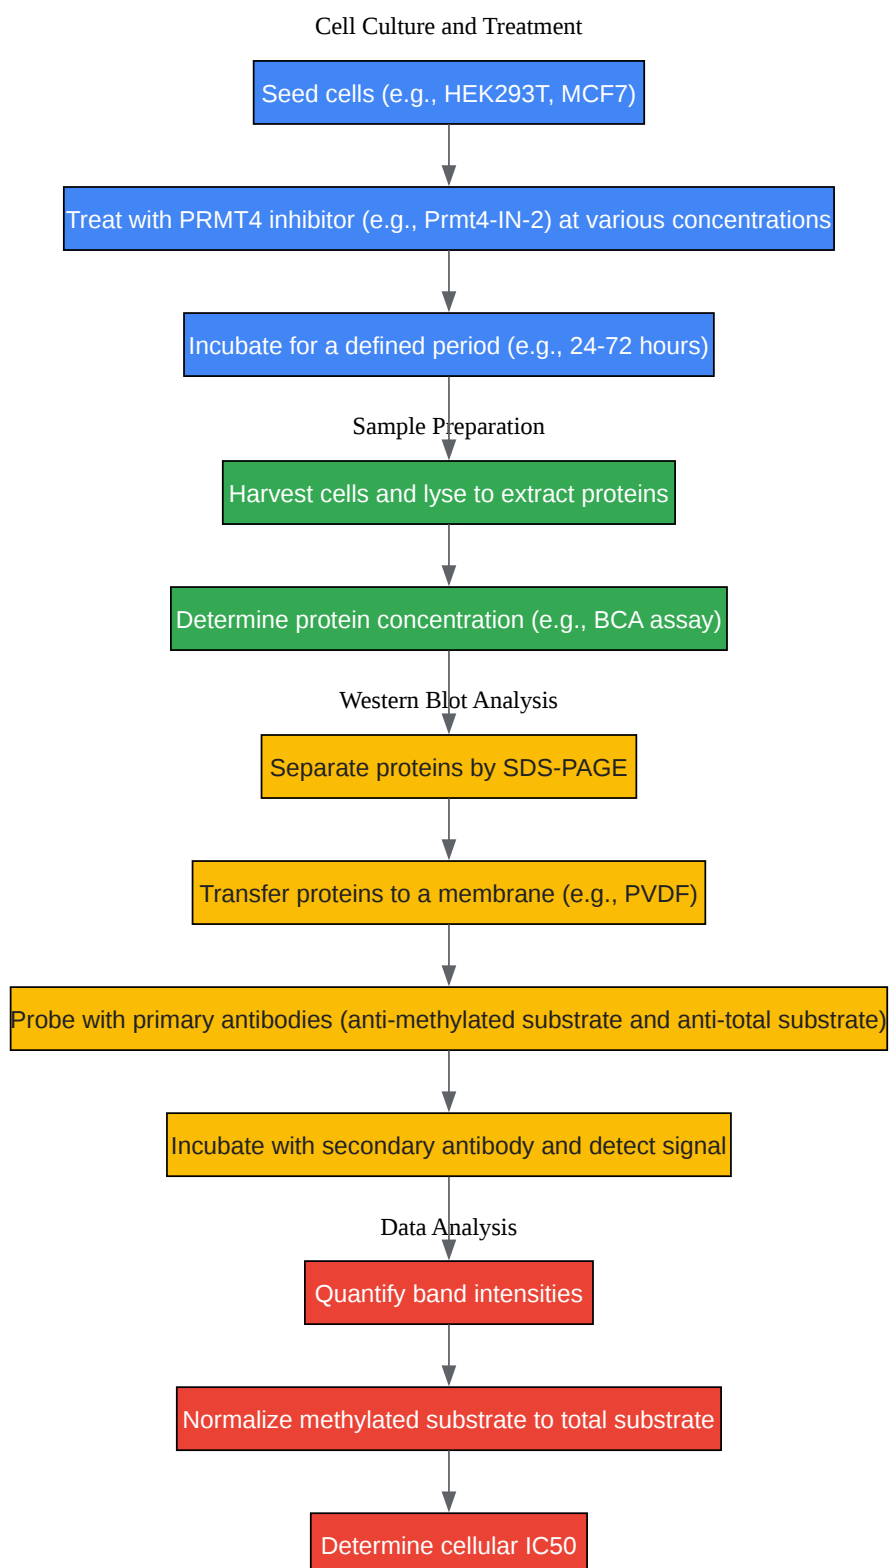 Cell Culture and Treatment
Seed cells (e.g., HEK293T, MCF7)
Treat with PRMT4 inhibitor (e.g., Prmt4-IN-2) at various concentrations
Incubate for a defined period (e.g., 24-72 hours)
Sample Preparation
Harvest cells and lyse to extract proteins
Determine protein concentration (e.g., BCA assay)
Western Blot Analysis
Separate proteins by SDS-PAGE
Transfer proteins to a membrane (e.g., PVDF)
Probe with primary antibodies (anti-methylated substrate and anti-total substrate)
Incubate with secondary antibody and detect signal
Data Analysis
Quantify band intensities
Normalize methylated substrate to total substrate
Determine cellular IC50